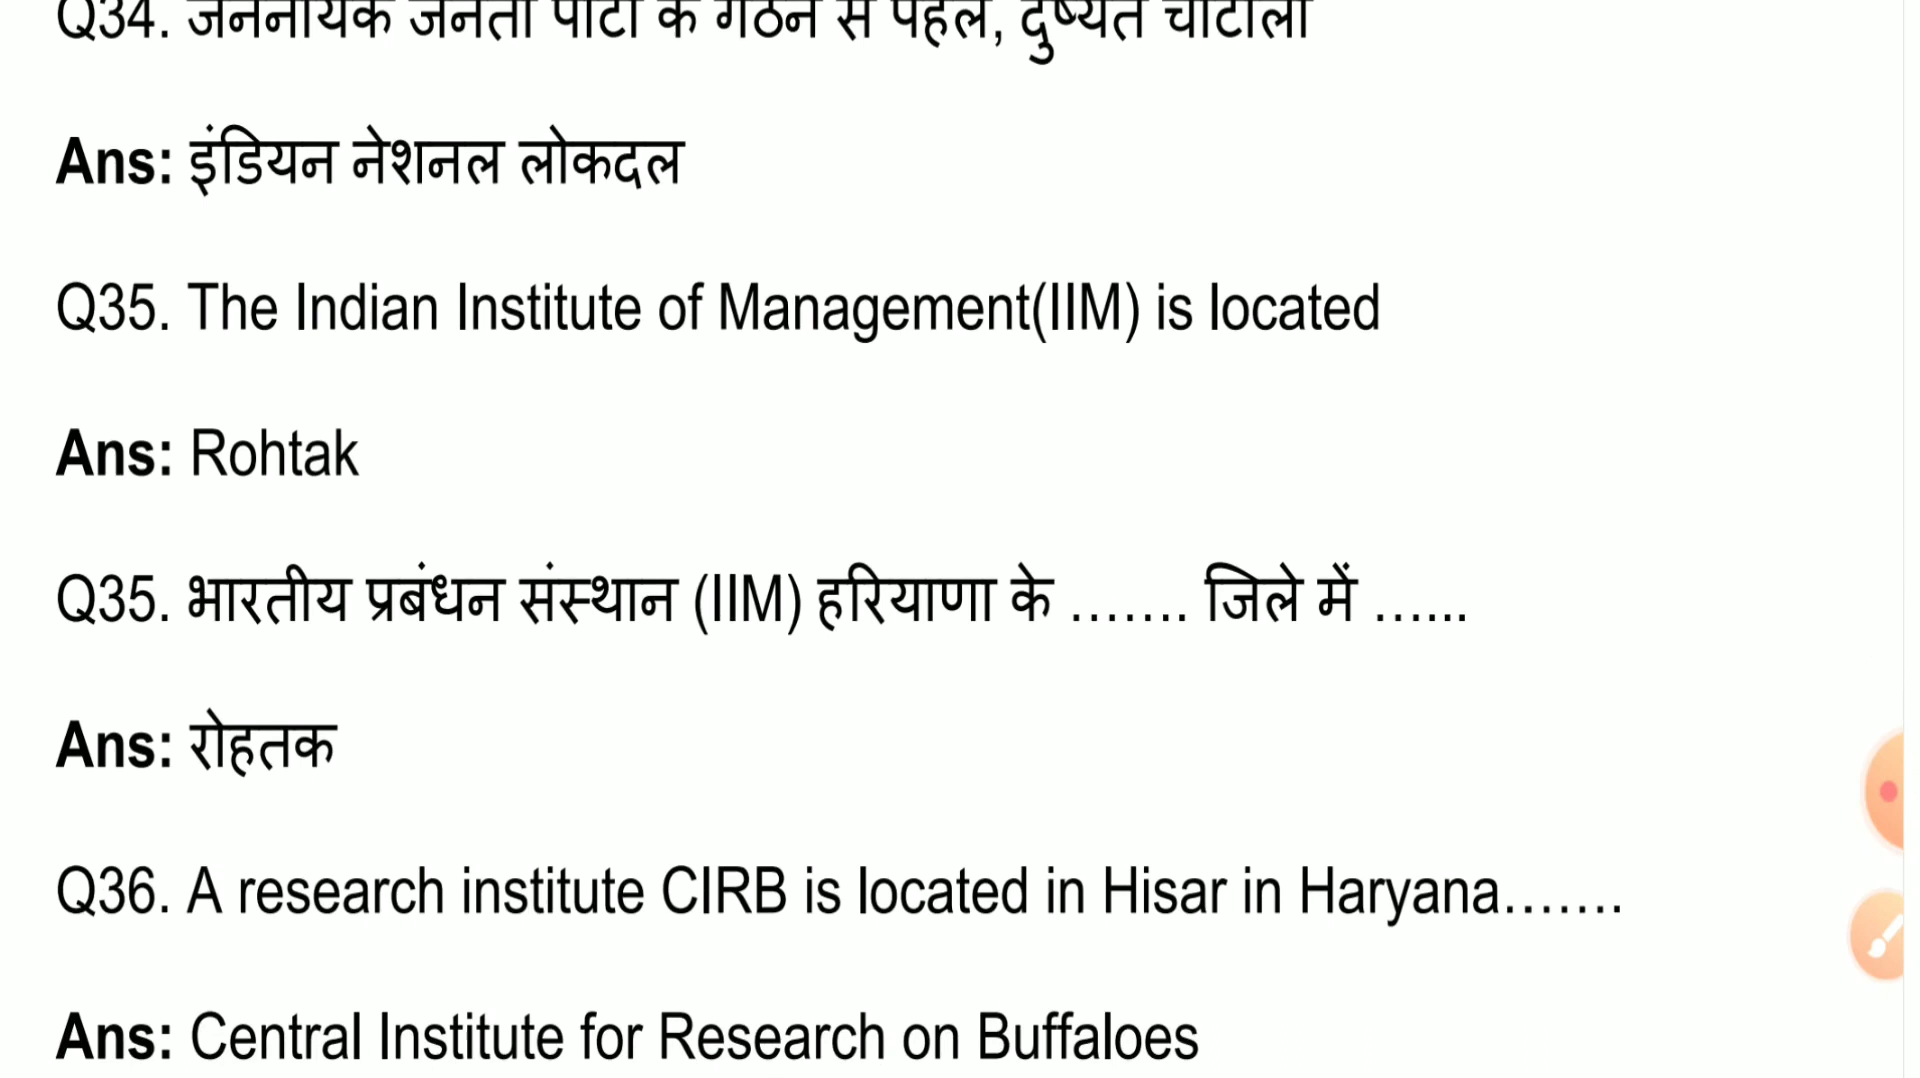 Q34. जननायक जनता पार्टी के गठन से पहले, दुष्यंत चौटाला
Ans: इंडियन नेशनल लोकदल
Q35. The Indian Institute of Management(IIM) is located
Ans: Rohtak
Q35. भारतीय प्रबंधन संस्थान (IIM) हरियाणा के ……. जिले में …...
Ans: रोहतक
Q36. A research institute CIRB is located in Hisar in Haryana…….
Ans: Central Institute for Research on Buffaloes